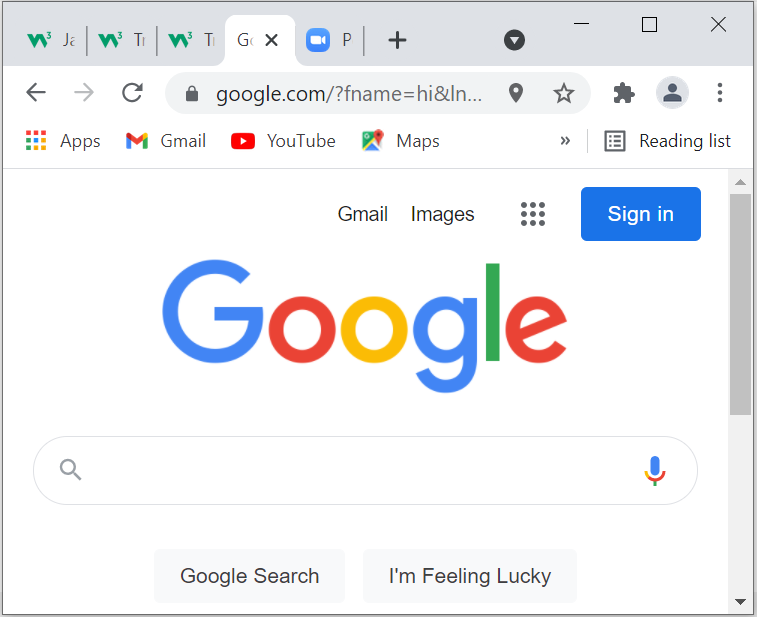 google.com/?fname=hi&ln...
Apps Gmail YouTube Maps » Reading list
Gmail Images Sign in
Google
Google Search I'm Feeling Lucky